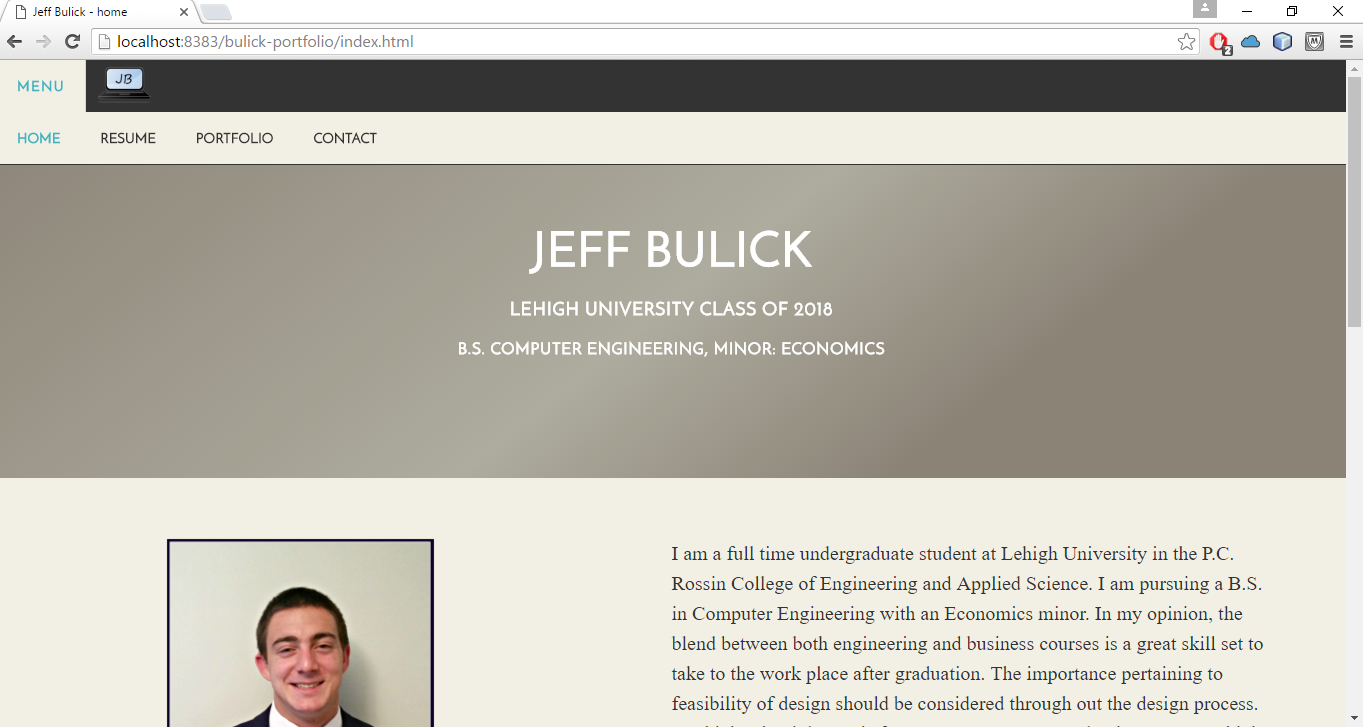 Jeff Bulick - home
localhost:8383/bulick-portfolio/index.html
2
M
MENU
JB
HOME RESUME PORTFOLIO CONTACT
JEFF BULICK
LEHIGH UNIVERSITY CLASS OF 2018
B.S. COMPUTER ENGINEERING, MINOR: ECONOMICS
I am a full time undergraduate student at Lehigh University in the P.C.
Rossin College of Engineering and Applied Science. I am pursuing a B.S.
in Computer Engineering with an Economics minor. In my opinion, the
blend between both engineering and business courses is a great skill set to
take to the work place after graduation. The importance pertaining to
feasibility of design should be considered through out the design process.